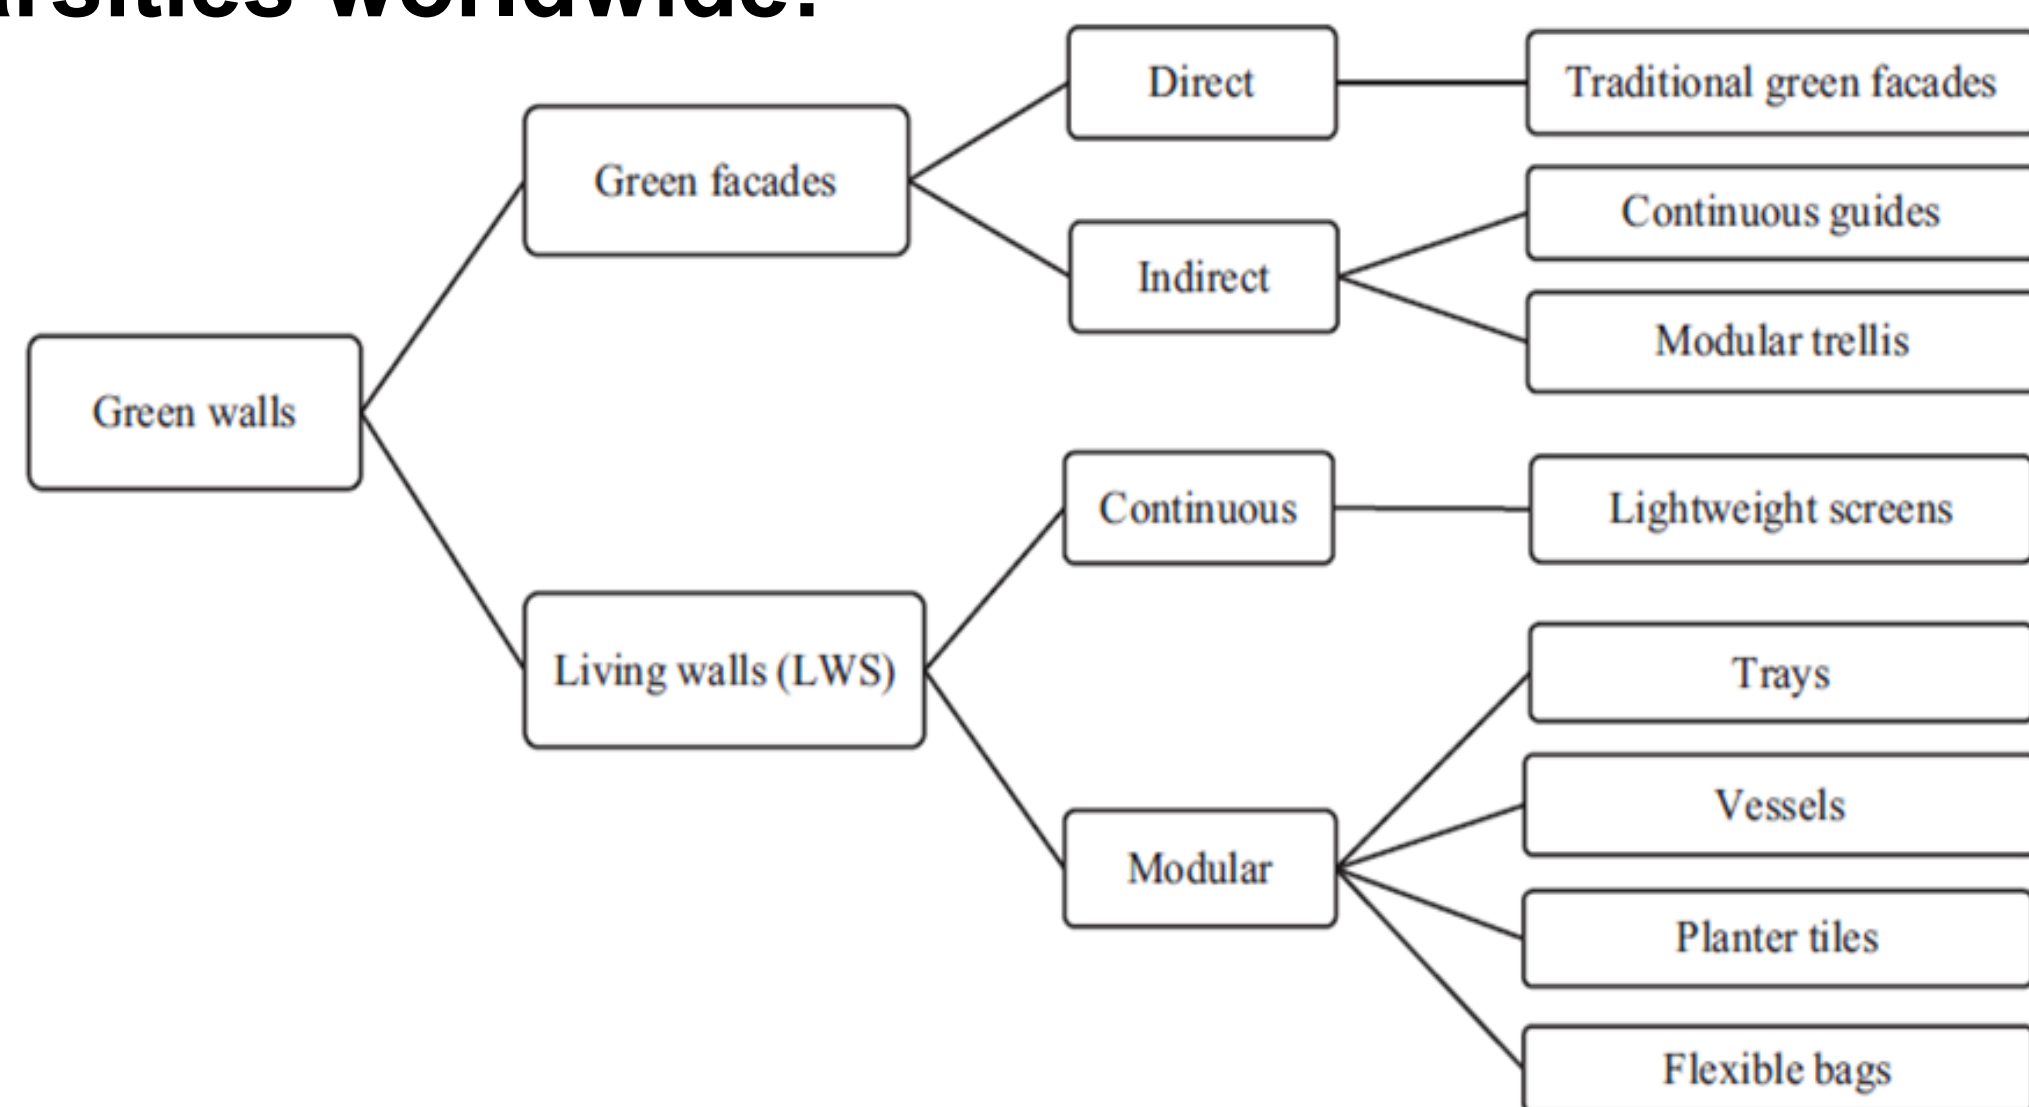 worldwide.
Direct
Traditional green facades
Green facades
Continuous guides
Indirect
Modular trellis
Green walls
Continuous
Lightweight screens
Living walls (LWS)
Trays
Vessels
Modular
Planter tiles
Flexible bags